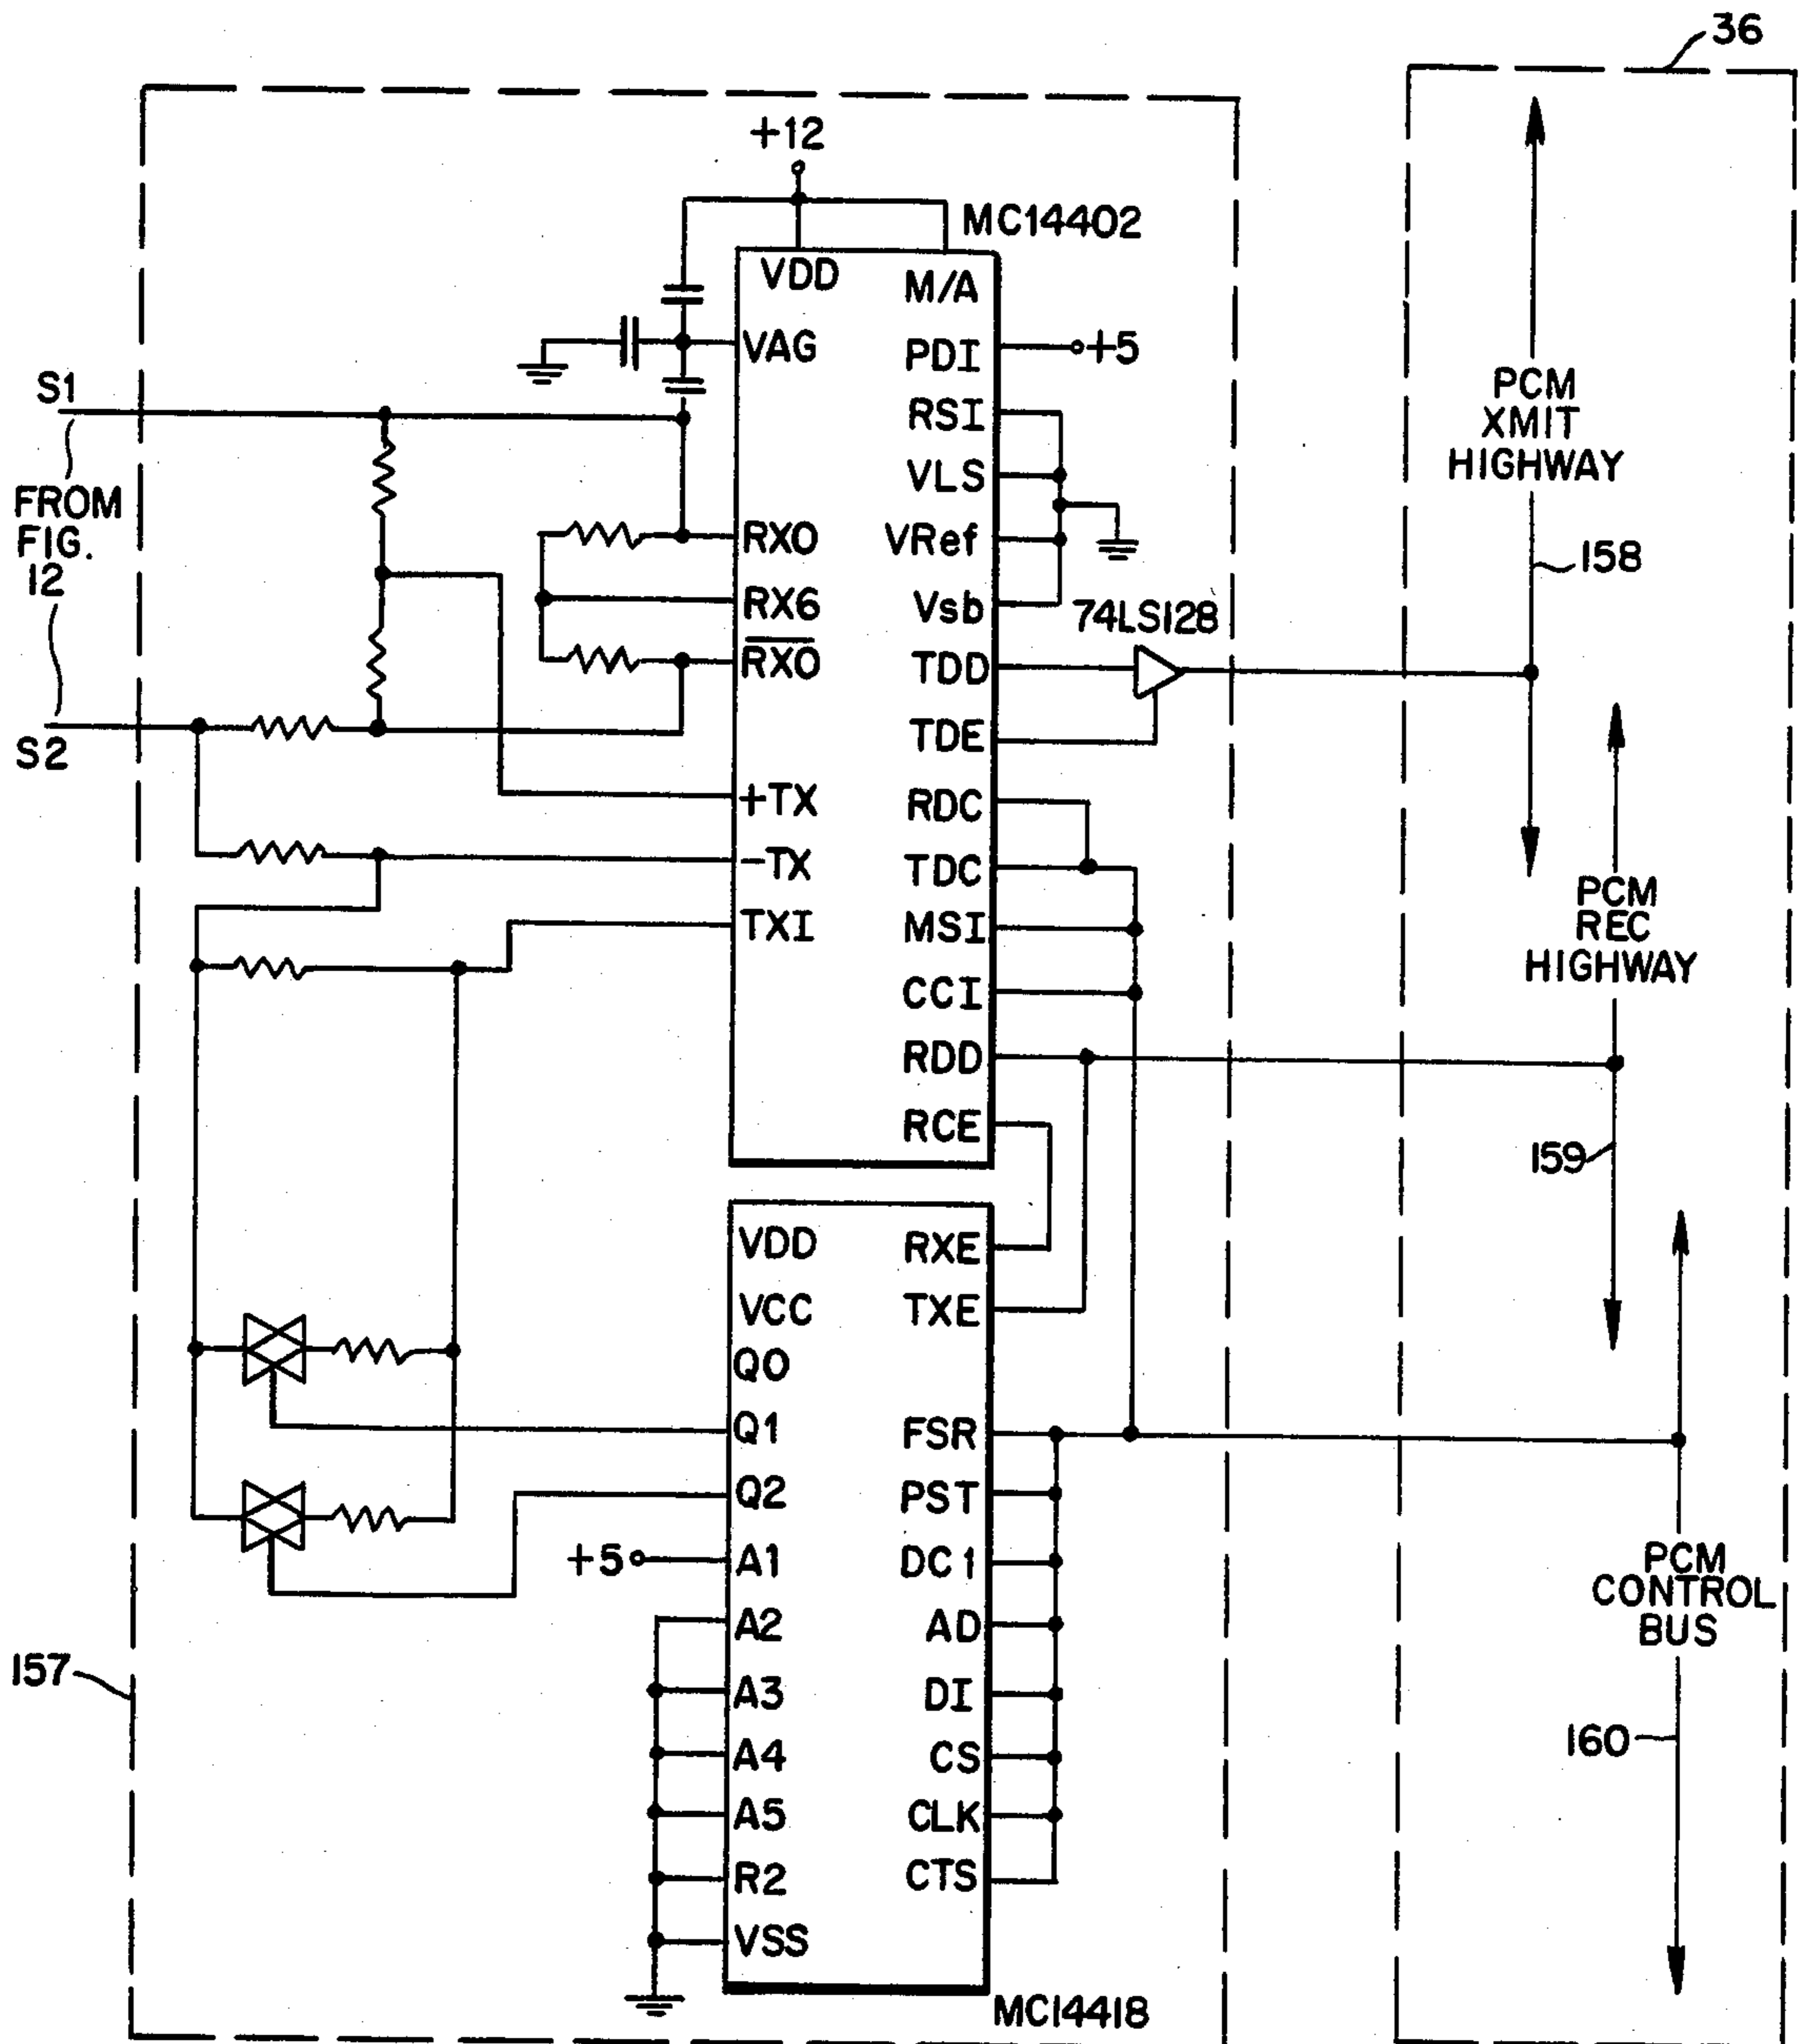 36
+12
MC14402
VDD
M/A
VAG
PDI
+5
S1
RSI
PCM
XMIT
HIGHWAY
VLS
FROM
FIG.
12
RXO
VRef
158
RX6
Vsb
74LS128
RXO
TDD
S2
TDE
+TX
RDC
-TX
TDC
PCM
REC
HIGHWAY
TXI
MSI
CCI
RDD
RCE
159
VDD
RXE
VCC
TXE
Q0
Q1
FSR
Q2
PST
+5
A1
DC1
PCM
CONTROL
BUS
A2
AD
157
A3
DI
A4
CS
160
A5
CLK
R2
CTS
VSS
MC14418